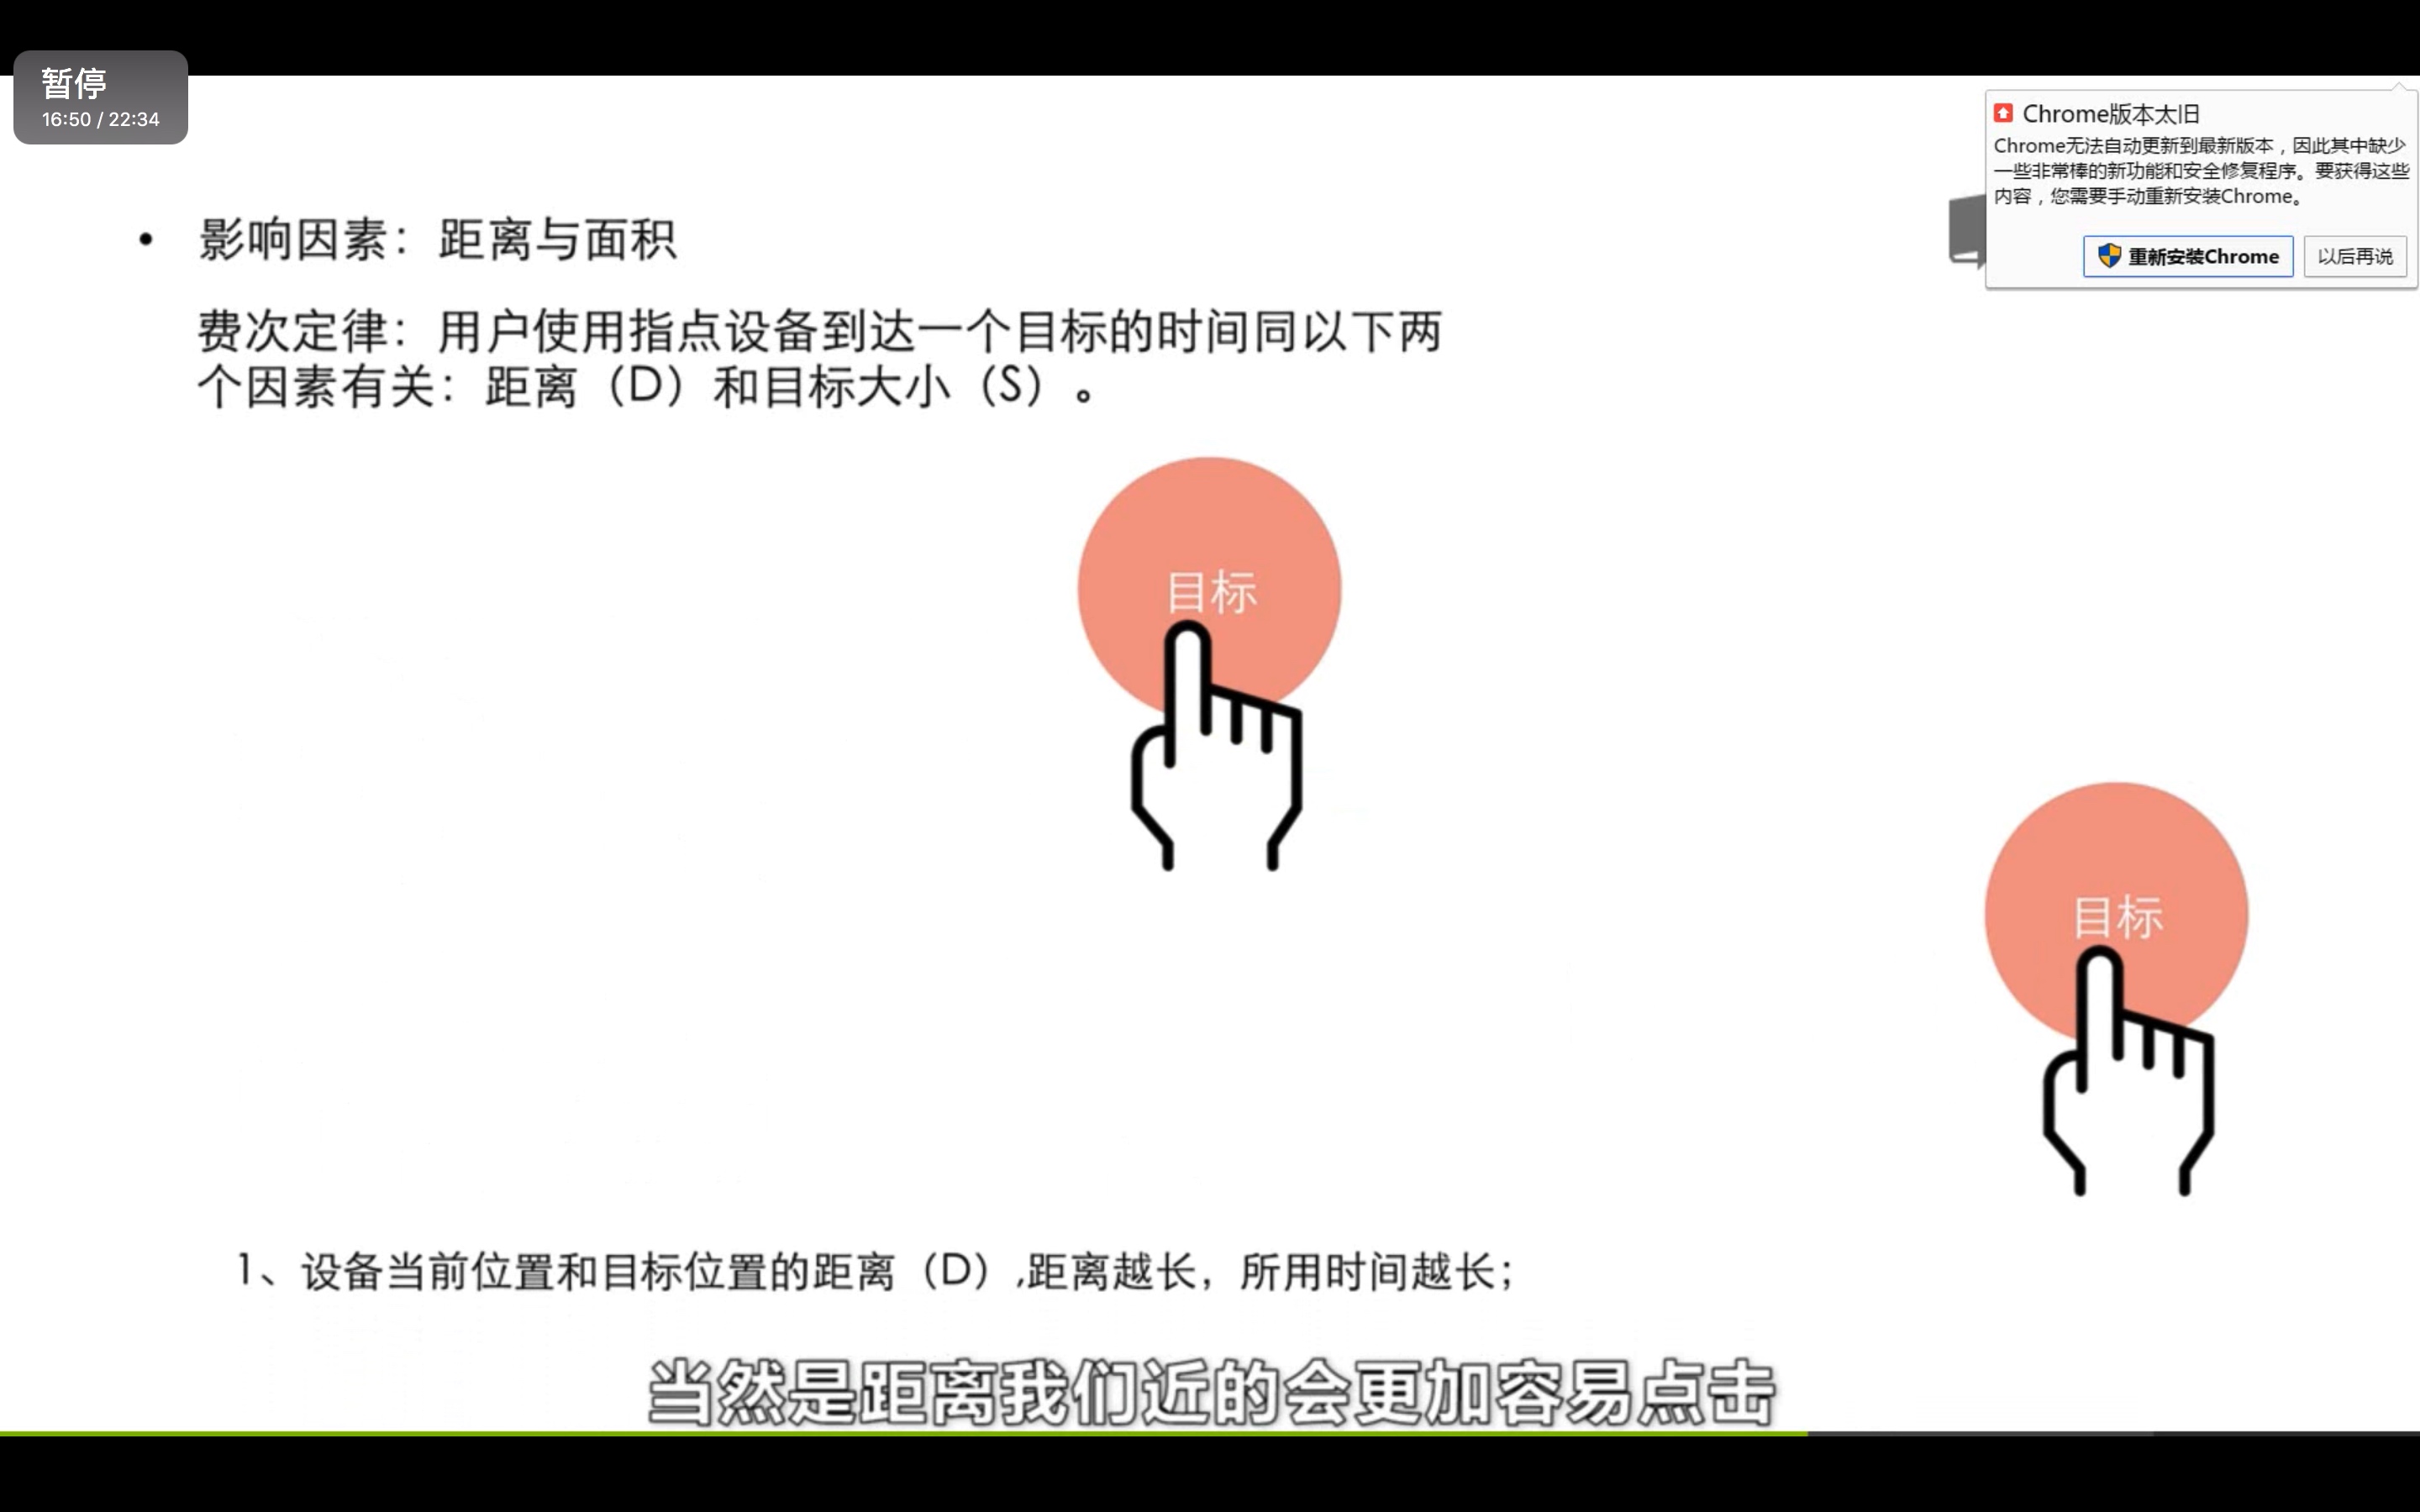 暂停
16:50 / 22:34
Chrome版本太旧
Chrome无法自动更新到最新版本，因此其中缺少
一些非常棒的新功能和安全修复程序。要获得这些
内容，您需要手动重新安装Chrome。
重新安装Chrome
以后再说
• 影响因素：距离与面积
费次定律：用户使用指点设备到达一个目标的时间同以下两
个因素有关：距离（D）和目标大小（S）。
目标
目标
1、设备当前位置和目标位置的距离（D）,距离越长，所用时间越长；
当然是距离我们近的会更加容易点击